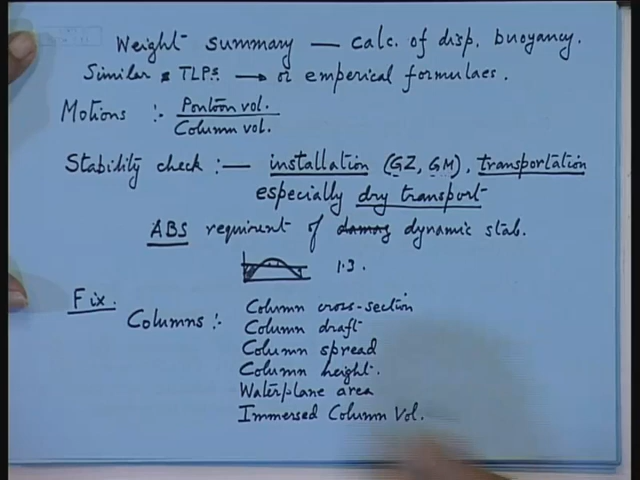 Weight summary — calc. of disp. buoyancy.
Similar TLPs. → or emperical formulaes.
Motions :- Pontoon vol.
Column vol.
Stability check :— installation (GZ, GM), transportation
especially dry transport
ABS requirent of damag dynamic stab.
1.3.
Fix.
Columns :- Column cross-section
Column draft
Column spread
Column height.
Waterplane area
Immersed Column Vol.